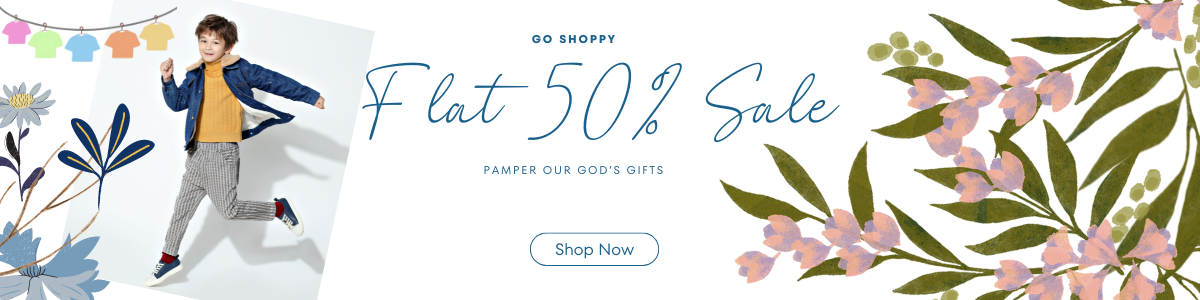 GO SHOPPY
Flat 50% Sale
PAMPER OUR GOD'S GIFTS
Shop Now